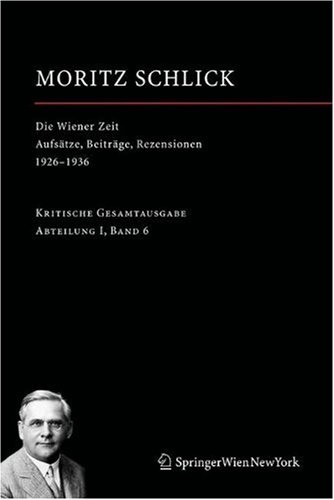 MORITZ SCHLICK
Die Wiener Zeit
Aufsätze, Beiträge, Rezensionen
1926–1936
KRITISCHE GESAMTAUSGABE
ABTEILUNG I, BAND 6
SpringerWienNewYork